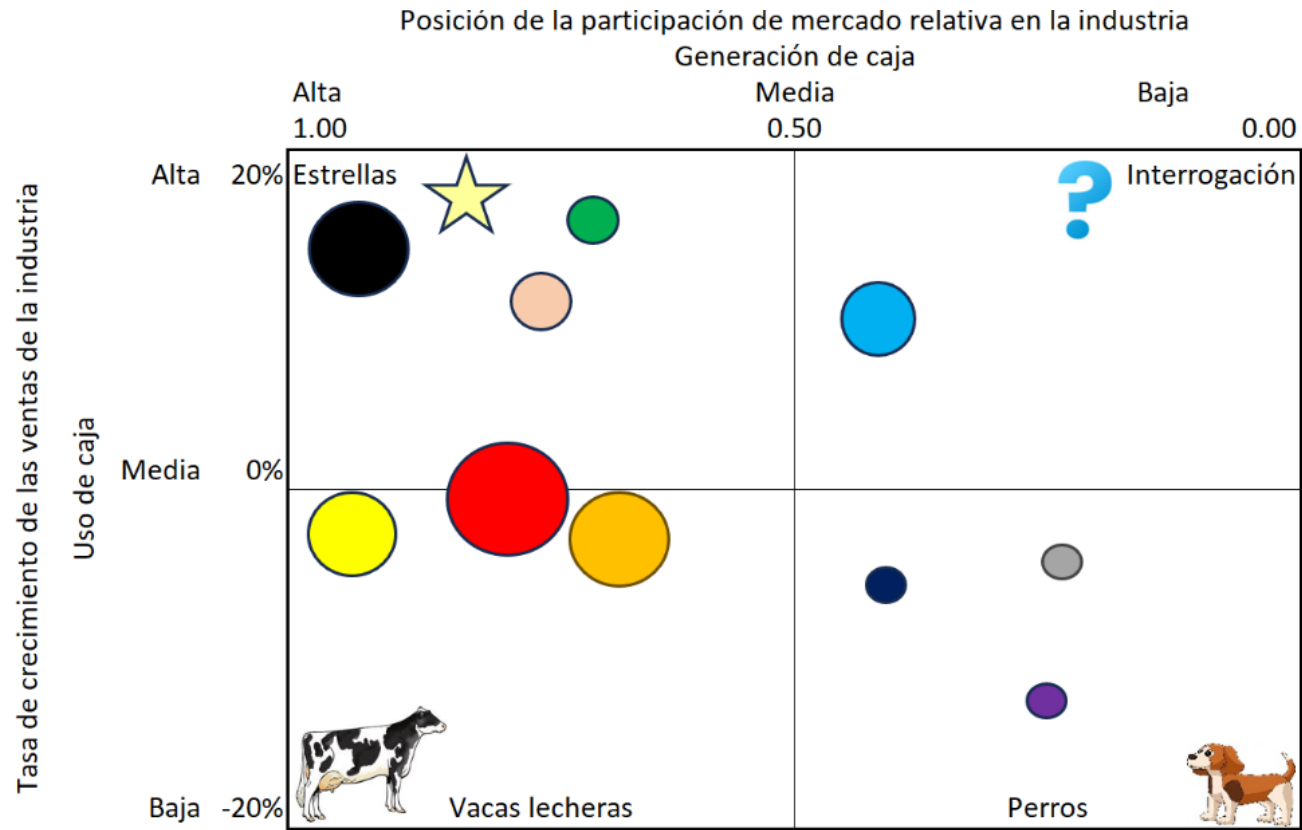 Posición de la participación de mercado relativa en la industria
Generación de caja
Alta Media Baja
1.00 0.50 0.00
Tasa de crecimiento de las ventas de la industria
Uso de caja
Alta 20% Estrellas ? Interrogación
Media 0%
Baja -20% Vacas lecheras Perros